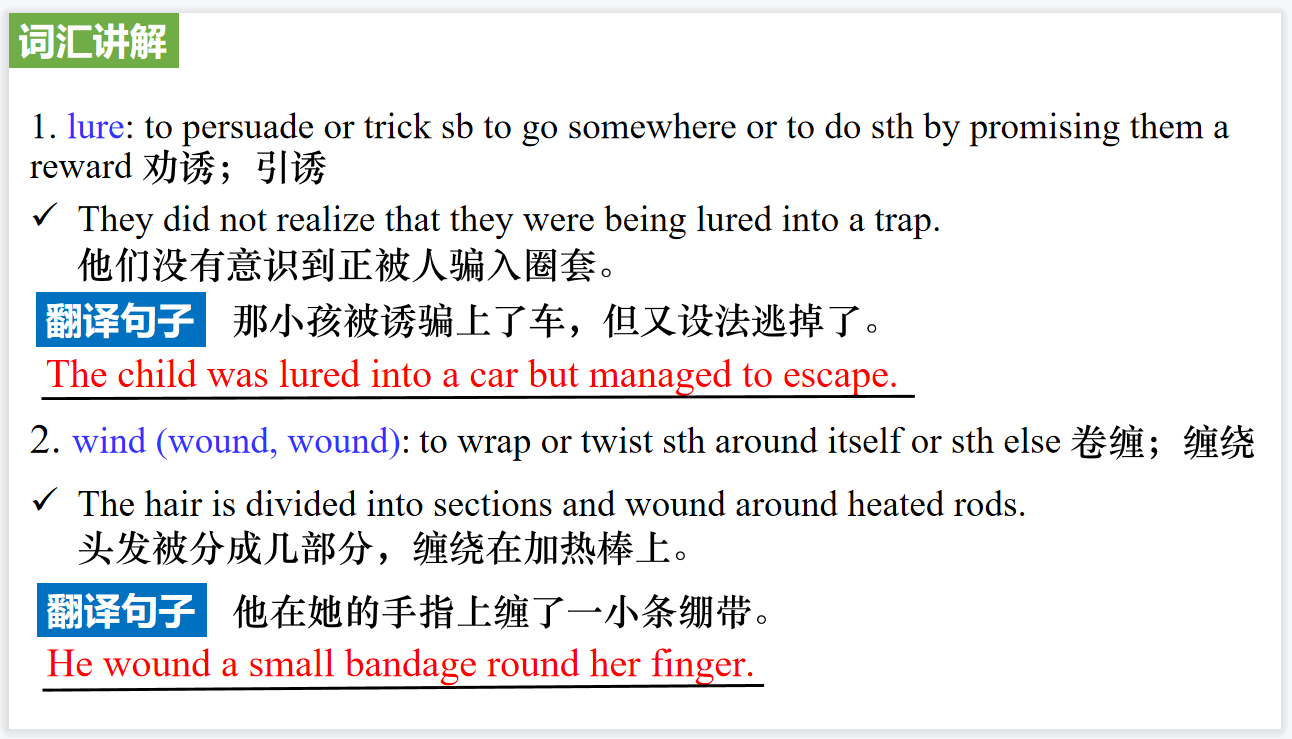 词汇讲解
1. lure: to persuade or trick sb to go somewhere or to do sth by promising them a
reward 劝诱；引诱
✓ They did not realize that they were being lured into a trap.
他们没有意识到正被人骗入圈套。
翻译句子 那小孩被诱骗上了车，但又设法逃掉了。
The child was lured into a car but managed to escape.
2. wind (wound, wound): to wrap or twist sth around itself or sth else 卷缠；缠绕
✓ The hair is divided into sections and wound around heated rods.
头发被分成几部分，缠绕在加热棒上。
翻译句子 他在她的手指上缠了一小条绷带。
He wound a small bandage round her finger.